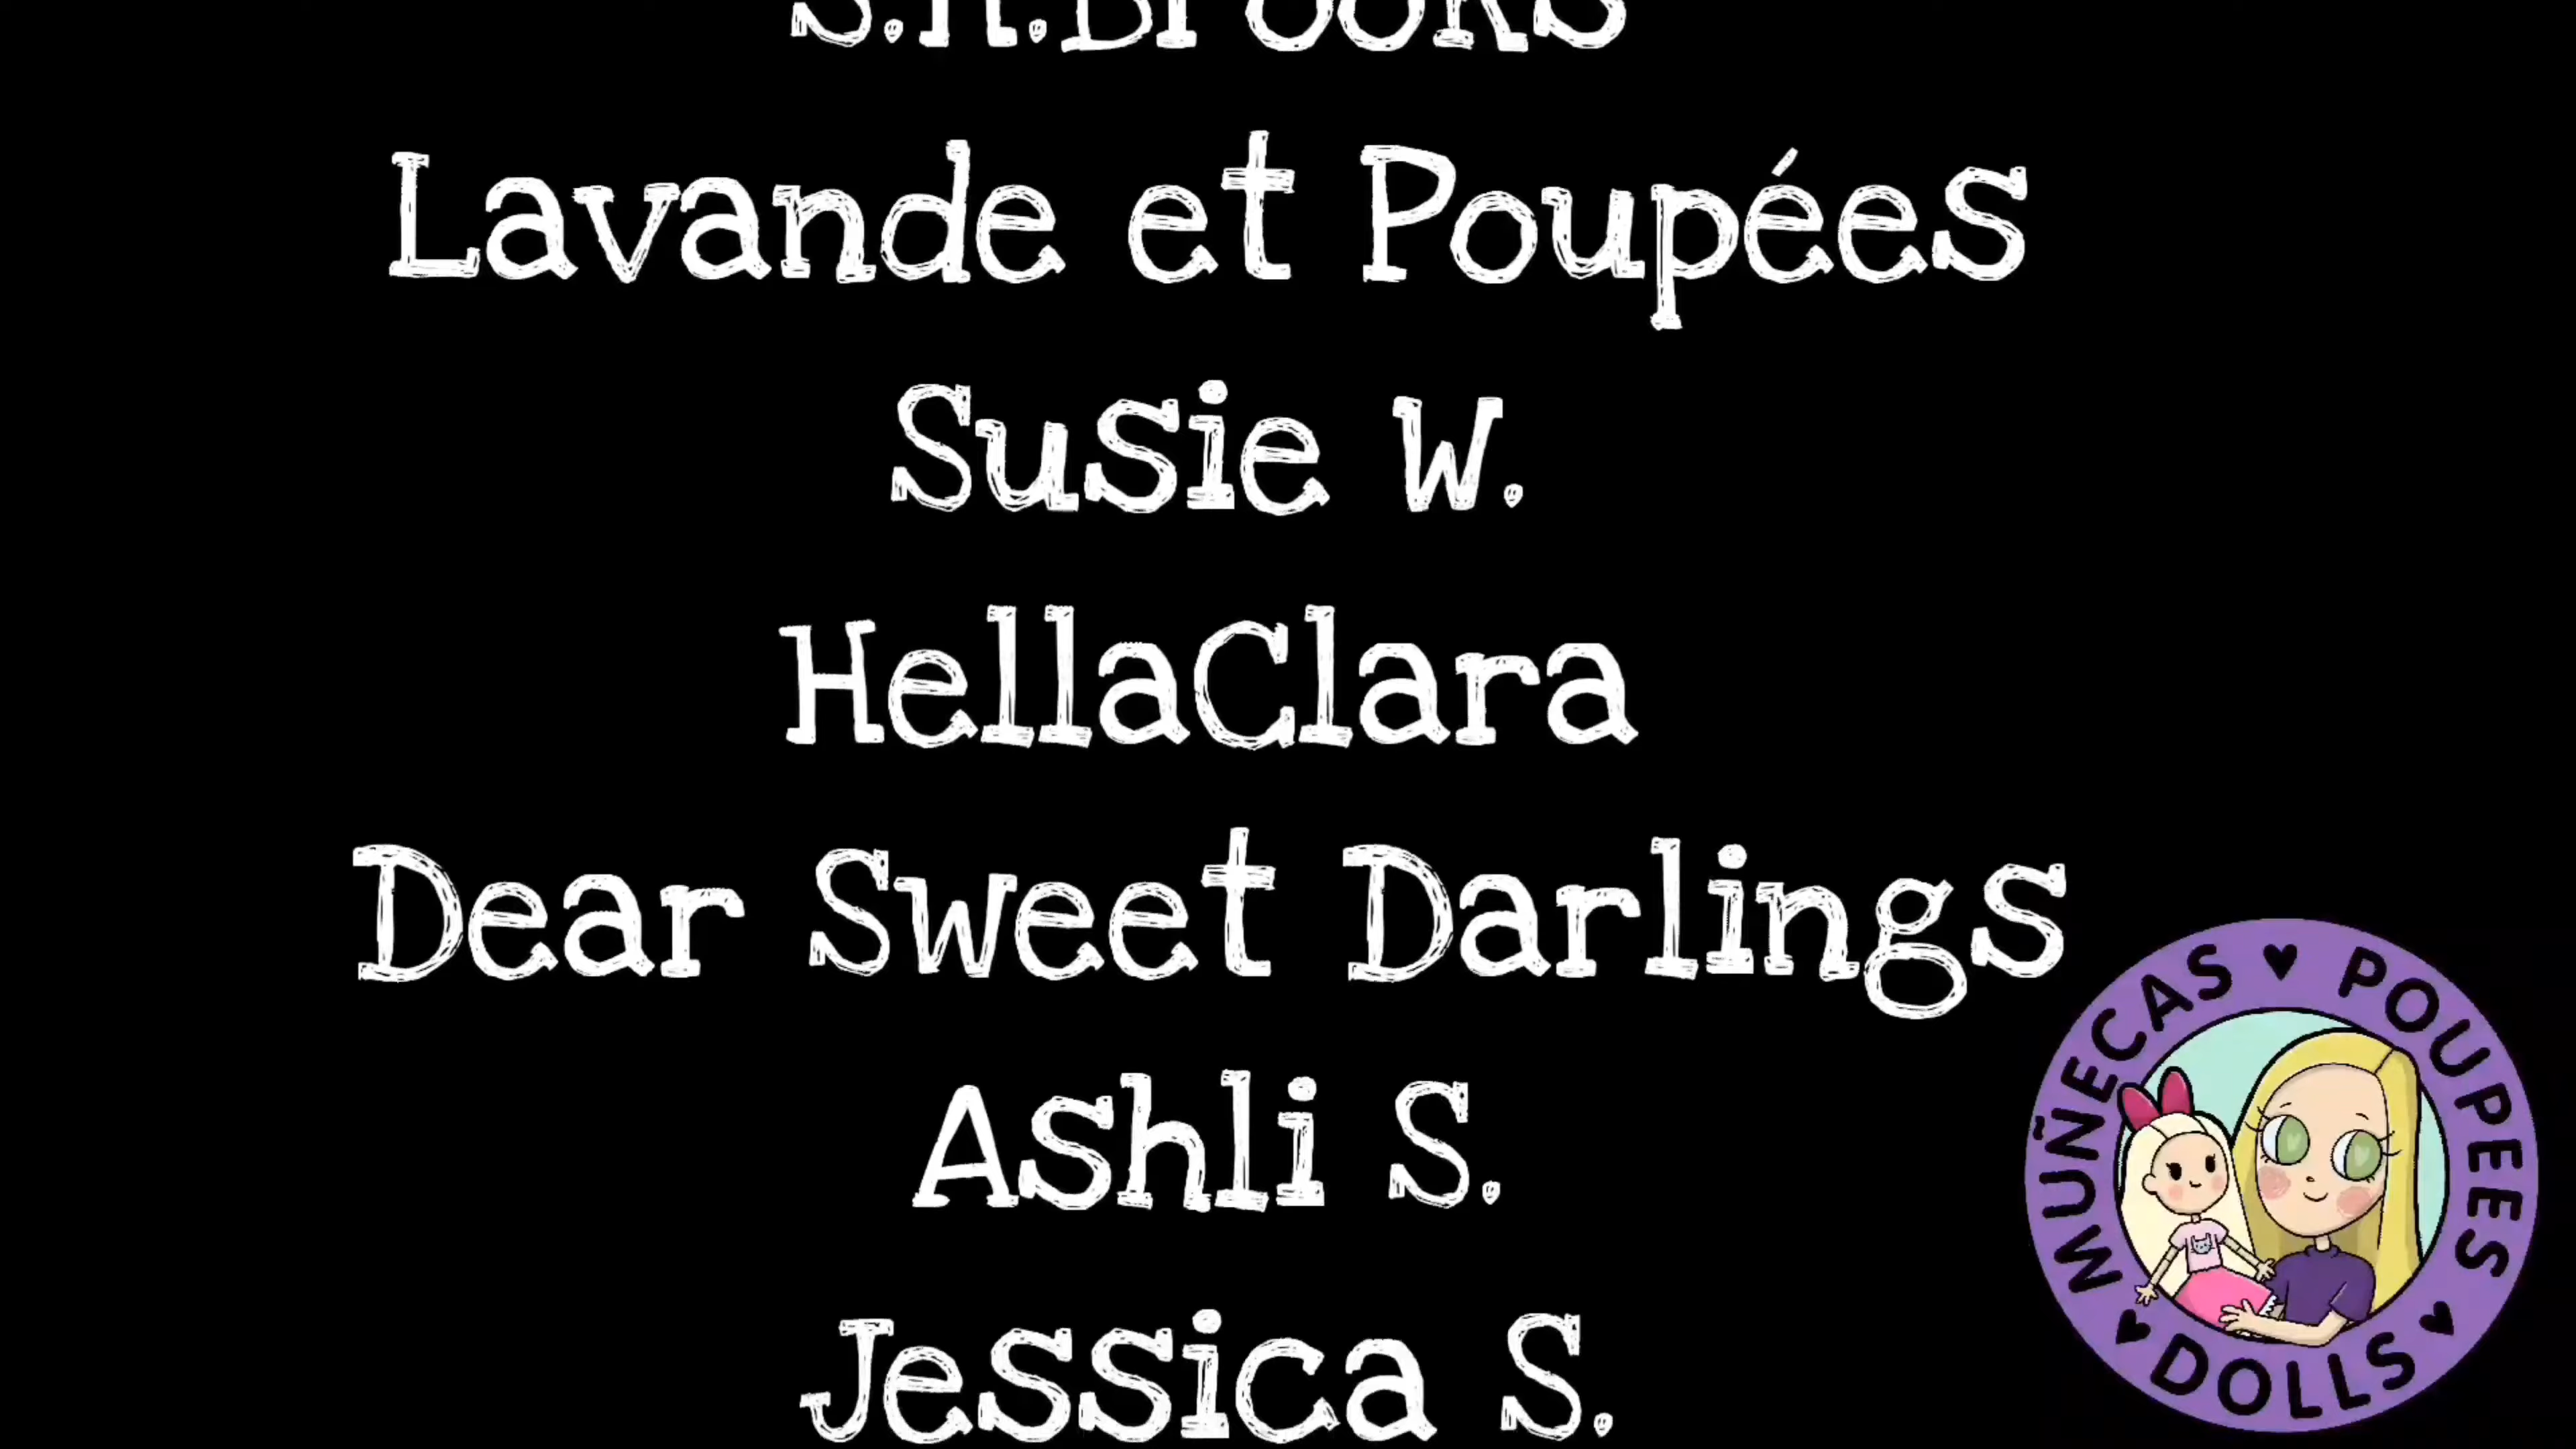 Lavande et Poupées
Susie W.
HellaClara
Dear Sweet Darlings
Ashli S.
Jessica S.
MUÑECAS ♥ POUPEES ♥ DOLLS ♥